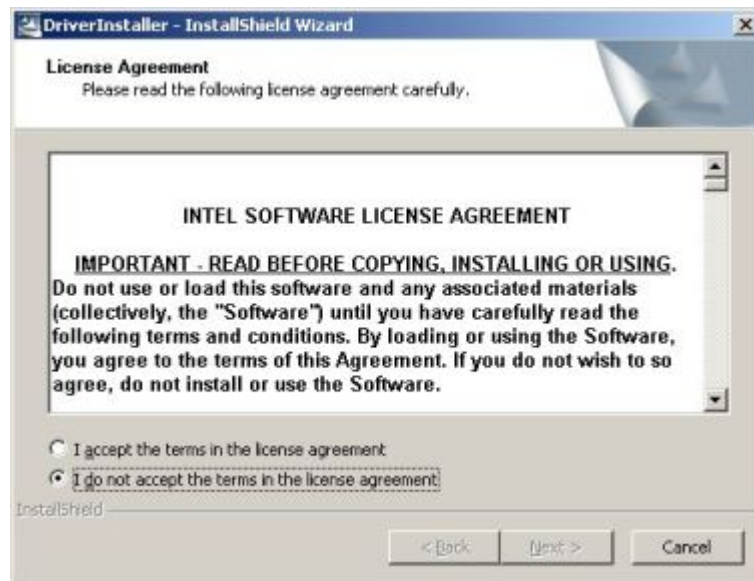 DriverInstaller - InstallShield Wizard
License Agreement
Please read the following license agreement carefully.
INTEL SOFTWARE LICENSE AGREEMENT
IMPORTANT - READ BEFORE COPYING, INSTALLING OR USING.
Do not use or load this software and any associated materials
(collectively, the "Software") until you have carefully read the
following terms and conditions. By loading or using the Software,
you agree to the terms of this Agreement. If you do not wish to so
agree, do not install or use the Software.
I accept the terms in the license agreement
I do not accept the terms in the license agreement
InstallShield
< Back Next > Cancel